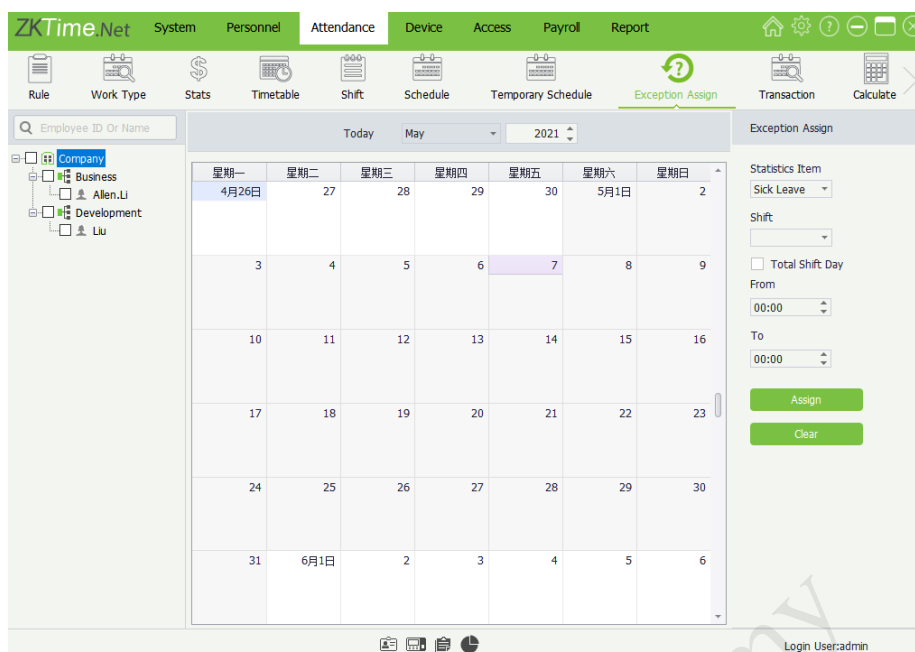 ZKTime.Net System Personnel Attendance Device Access Payroll Report
Rule Work Type Stats Timetable Shift Schedule Temporary Schedule Exception Assign Transaction Calculate
Employee ID Or Name
Today May 2021
Exception Assign
Company
Business
Allen.Li
Development
Liu
星期一 星期二 星期三 星期四 星期五 星期六 星期日
4月26日 27 28 29 30 5月1日 2
3 4 5 6 7 8 9
10 11 12 13 14 15 16
17 18 19 20 21 22 23
24 25 26 27 28 29 30
31 6月1日 2 3 4 5 6
Statistics Item
Sick Leave
Shift
Total Shift Day
From
00:00
To
00:00
Assign
Clear
Login User:admin